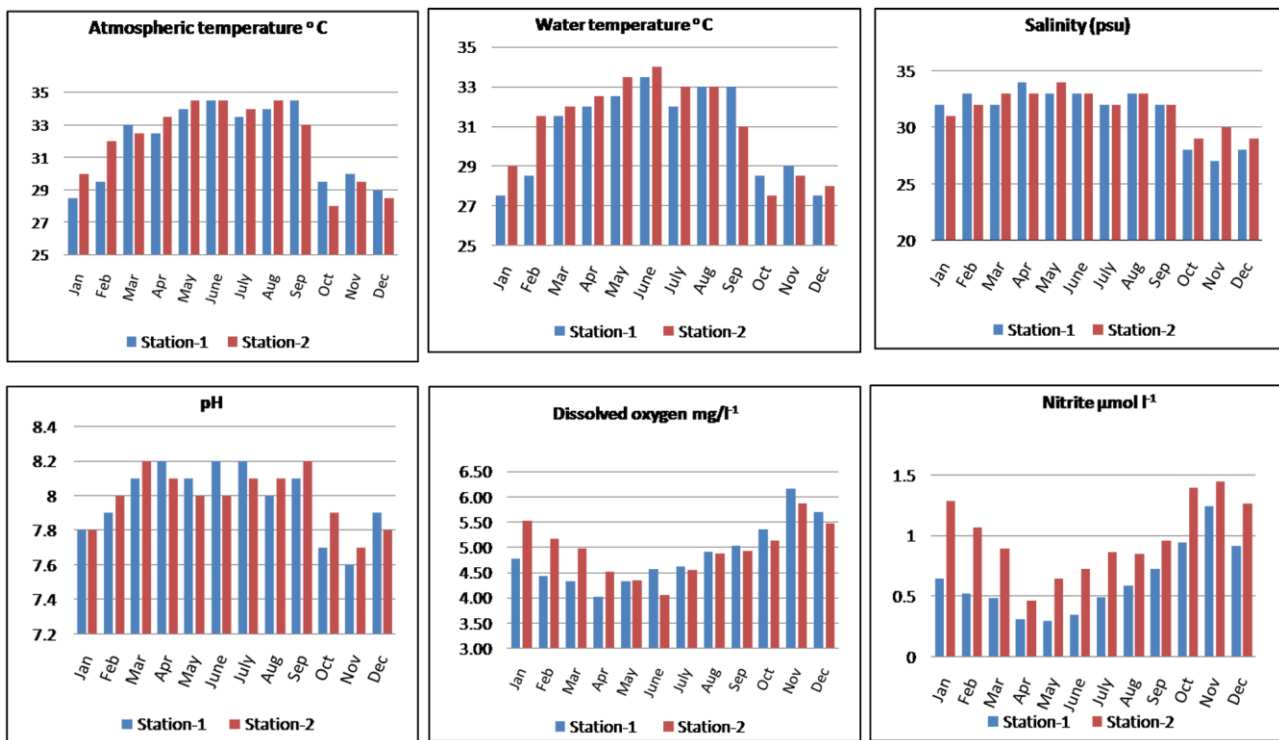 Atmospheric temperature ° C
35
33
31
29
27
25
Jan Feb Mar Apr May June July Aug Sep Oct Nov Dec
Station-1 Station-2
Water temperature ° C
35
33
31
29
27
25
Jan Feb Mar Apr May June July Aug Sep Oct Nov Dec
Station-1 Station-2
Salinity (psu)
35
30
25
20
Jan Feb Mar Apr May June July Aug Sep Oct Nov Dec
Station-1 Station-2
pH
8.4
8.2
8
7.8
7.6
7.4
7.2
Jan Feb Mar Apr May June July Aug Sep Oct Nov Dec
Station-1 Station-2
Dissolved oxygen mg/l⁻¹
6.50
6.00
5.50
5.00
4.50
4.00
3.50
3.00
Jan Feb Mar Apr May June July Aug Sep Oct Nov Dec
Station-1 Station-2
Nitrite µmol l⁻¹
1.5
1
0.5
0
Jan Feb Mar Apr May June July Aug Sep Oct Nov Dec
Station-1 Station-2